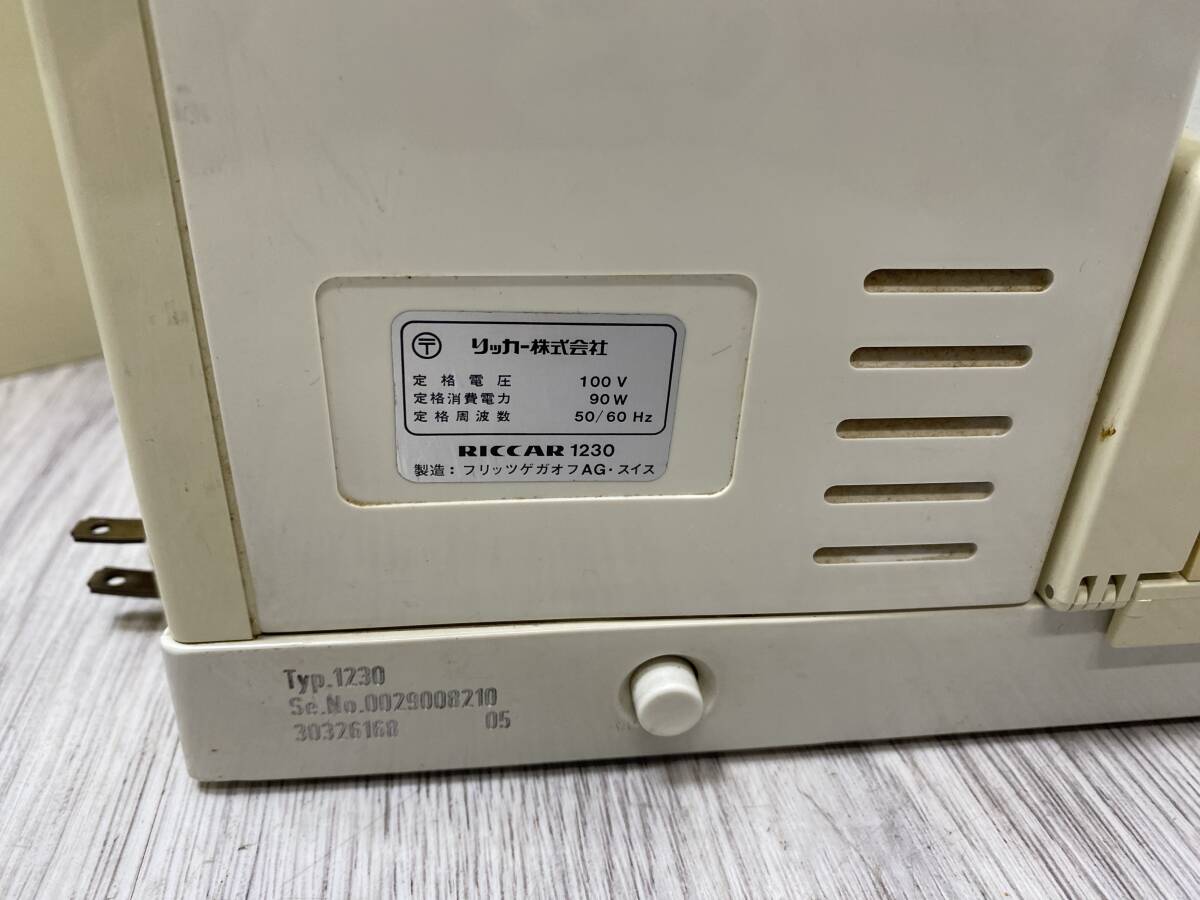 〒 リッカー株式会社
定格電圧 100 V
定格消費電力 90 W
定格周波数 50/60 Hz
RICCAR 1230
製造:フリッツゲガオフAG・スイス
Typ.1230
Se.No.0029008210
30326168 05